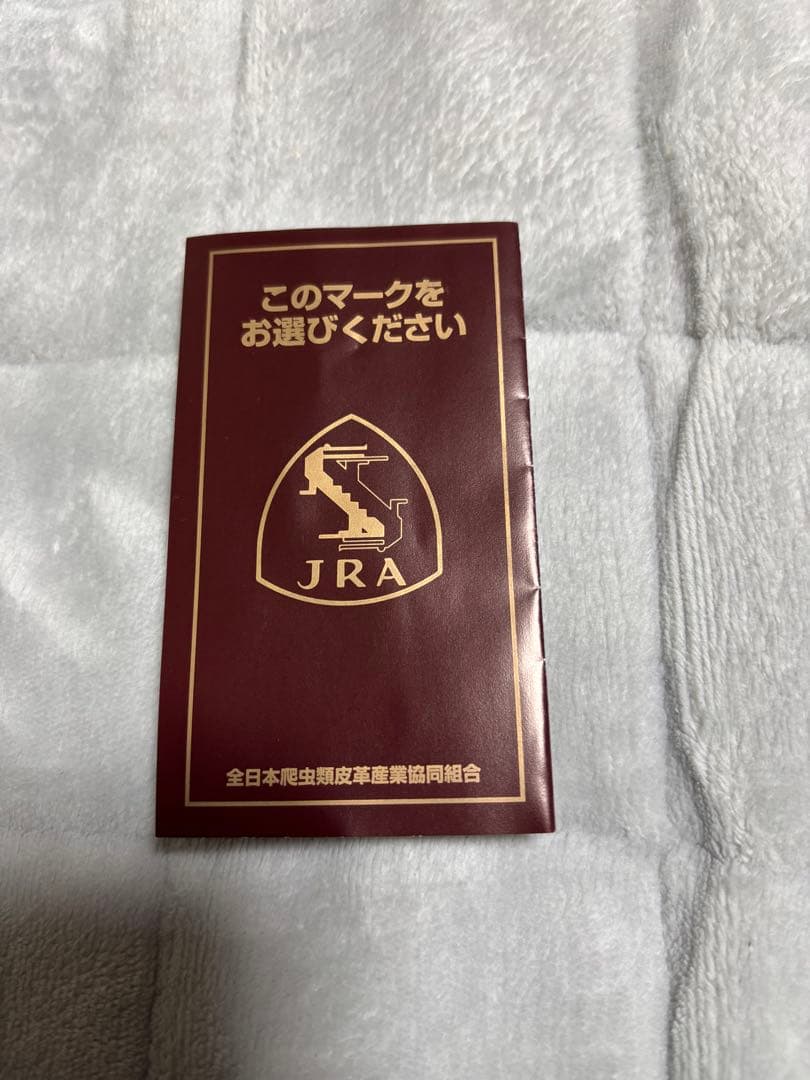 このマークを
お選びください
JRA
全日本爬虫類皮革産業協同組合